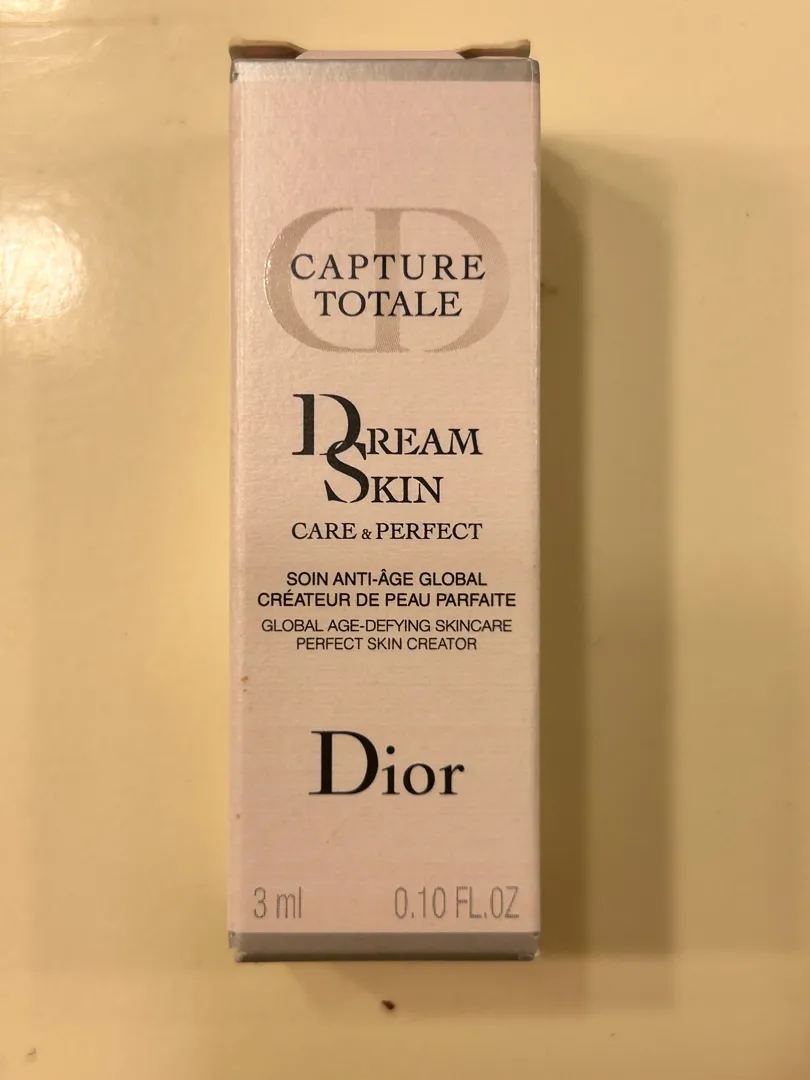 CAPTURE
TOTALE
DREAM
SKIN
CARE & PERFECT
SOIN ANTI-ÂGE GLOBAL
CRÉATEUR DE PEAU PARFAITE
GLOBAL AGE-DEFYING SKINCARE
PERFECT SKIN CREATOR
Dior
3 ml 0.10 FL.OZ